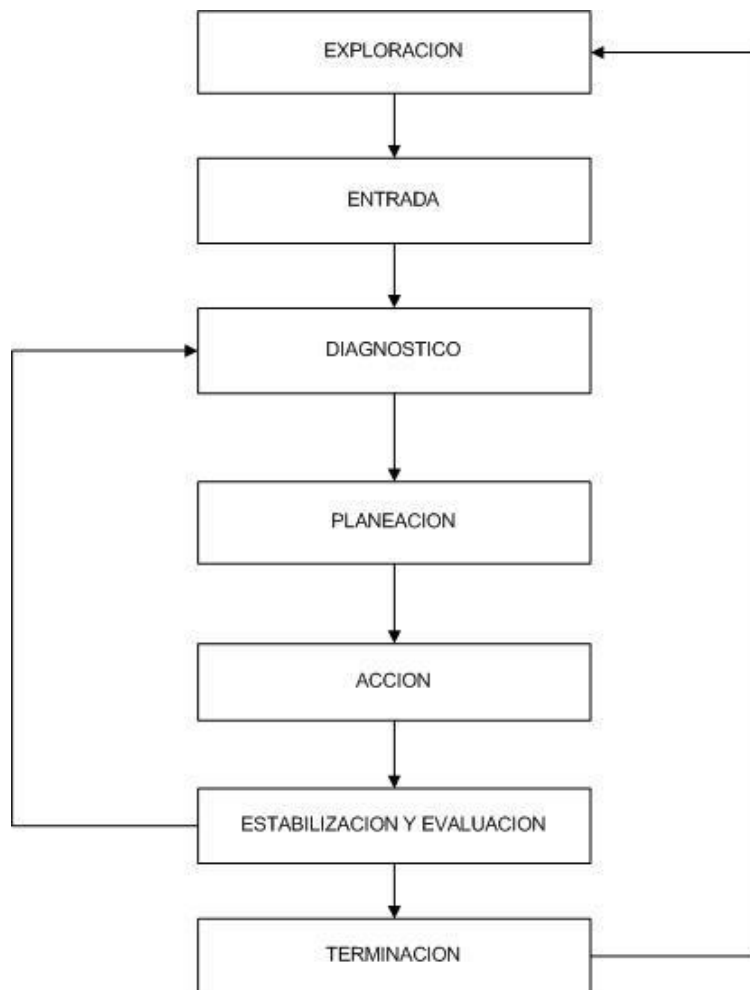 EXPLORACION
ENTRADA
DIAGNOSTICO
PLANEACION
ACCION
ESTABILIZACION Y EVALUACION
TERMINACION